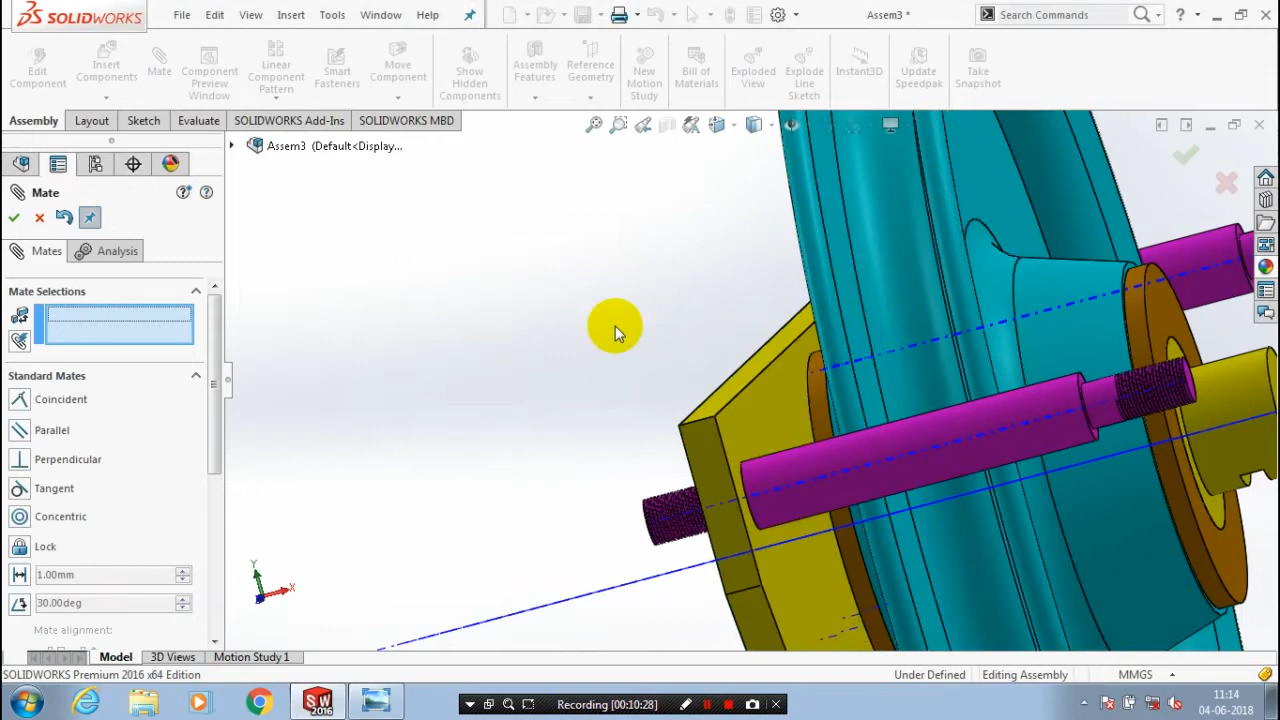 SOLIDWORKS File Edit View Insert Tools Window Help Assem3 * Search Commands ?
Edit Component
Insert Components
Mate
Component Preview Window
Linear Component Pattern
Smart Fasteners
Move Component
Show Hidden Components
Assembly Features
Reference Geometry
New Motion Study
Bill of Materials
Exploded View
Explode Line Sketch
Instant3D
Update Speedpak
Take Snapshot
Assembly Layout Sketch Evaluate SOLIDWORKS Add-Ins SOLIDWORKS MBD
Assem3 (Default<Display...
Mate
Mates Analysis
Mate Selections
Standard Mates
Coincident
Parallel
Perpendicular
Tangent
Concentric
Lock
1.00mm
30.00deg
Mate alignment:
Y
X
Model 3D Views Motion Study 1
SOLIDWORKS Premium 2016 x64 Edition Under Defined Editing Assembly MMGS
SW 2016
Recording [00:10:28]
11:14
04-06-2018